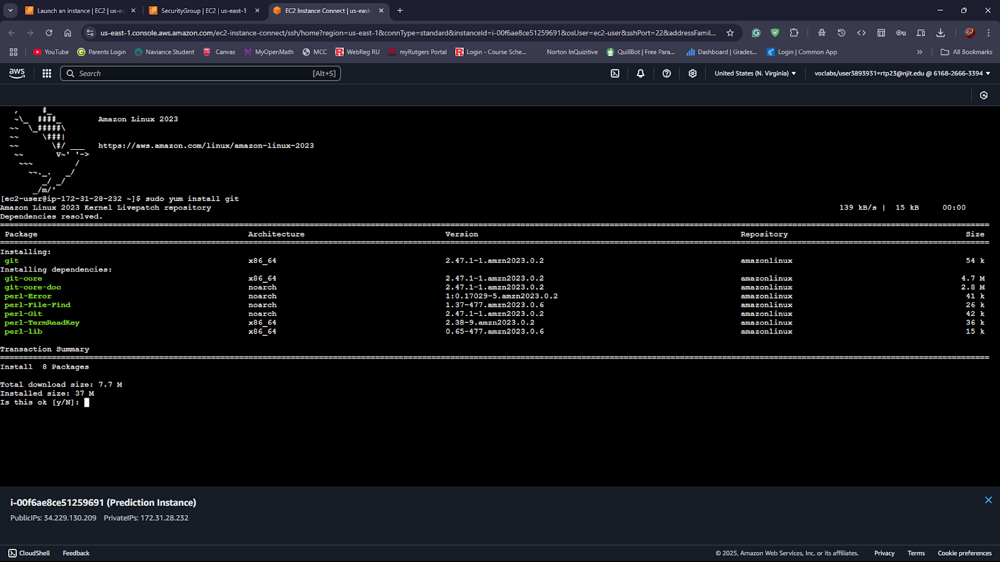 Launch an instance | EC2 | us-ea
SecurityGroup | EC2 | us-east-1
EC2 Instance Connect | us-east-
us-east-1.console.aws.amazon.com/ec2-instance-connect/ssh/home?region=us-east-1&connType=standard&instanceId=i-00f6ae8ce51259691&osUser=ec2-user&sshPort=22&addressFamil...
YouTube Parents Login Naviance Student Canvas MyOpenMath MCC WebReg RU myRutgers Portal Login - Course Sche... Norton InQuizitive QuillBot | Free Para... Dashboard | Grades... Login | Common App » All Bookmarks
aws Search [Alt+S] United States (N. Virginia) voclabs/user3893931=rtp23@njit.edu @ 6168-2666-3394
   ,     #_
   ~\_  ####_        Amazon Linux 2023
  ~~  \_#####\
  ~~     \###|
  ~~       \#/ ___   https://aws.amazon.com/linux/amazon-linux-2023
   ~~       V~' '->
    ~~~         /
      ~~._.   _/
         _/ _/
       _/m/'
[ec2-user@ip-172-31-28-232 ~]$ sudo yum install git
Amazon Linux 2023 Kernel Livepatch repository 139 kB/s | 15 kB 00:00
Dependencies resolved.
Package Architecture Version Repository Size
Installing:
git x86_64 2.47.1-1.amzn2023.0.2 amazonlinux 54 k
Installing dependencies:
git-core x86_64 2.47.1-1.amzn2023.0.2 amazonlinux 4.7 M
git-core-doc noarch 2.47.1-1.amzn2023.0.2 amazonlinux 2.8 M
perl-Error noarch 1:0.17029-5.amzn2023.0.2 amazonlinux 41 k
perl-File-Find noarch 1.37-477.amzn2023.0.6 amazonlinux 26 k
perl-Git noarch 2.47.1-1.amzn2023.0.2 amazonlinux 42 k
perl-TermReadKey x86_64 2.38-9.amzn2023.0.2 amazonlinux 36 k
perl-lib x86_64 0.65-477.amzn2023.0.6 amazonlinux 15 k
Transaction Summary
Install 8 Packages
Total download size: 7.7 M
Installed size: 37 M
Is this ok [y/N]:
i-00f6ae8ce51259691 (Prediction Instance)
PublicIPs: 34.229.130.209 PrivateIPs: 172.31.28.232
CloudShell Feedback © 2025, Amazon Web Services, Inc. or its affiliates. Privacy Terms Cookie preferences